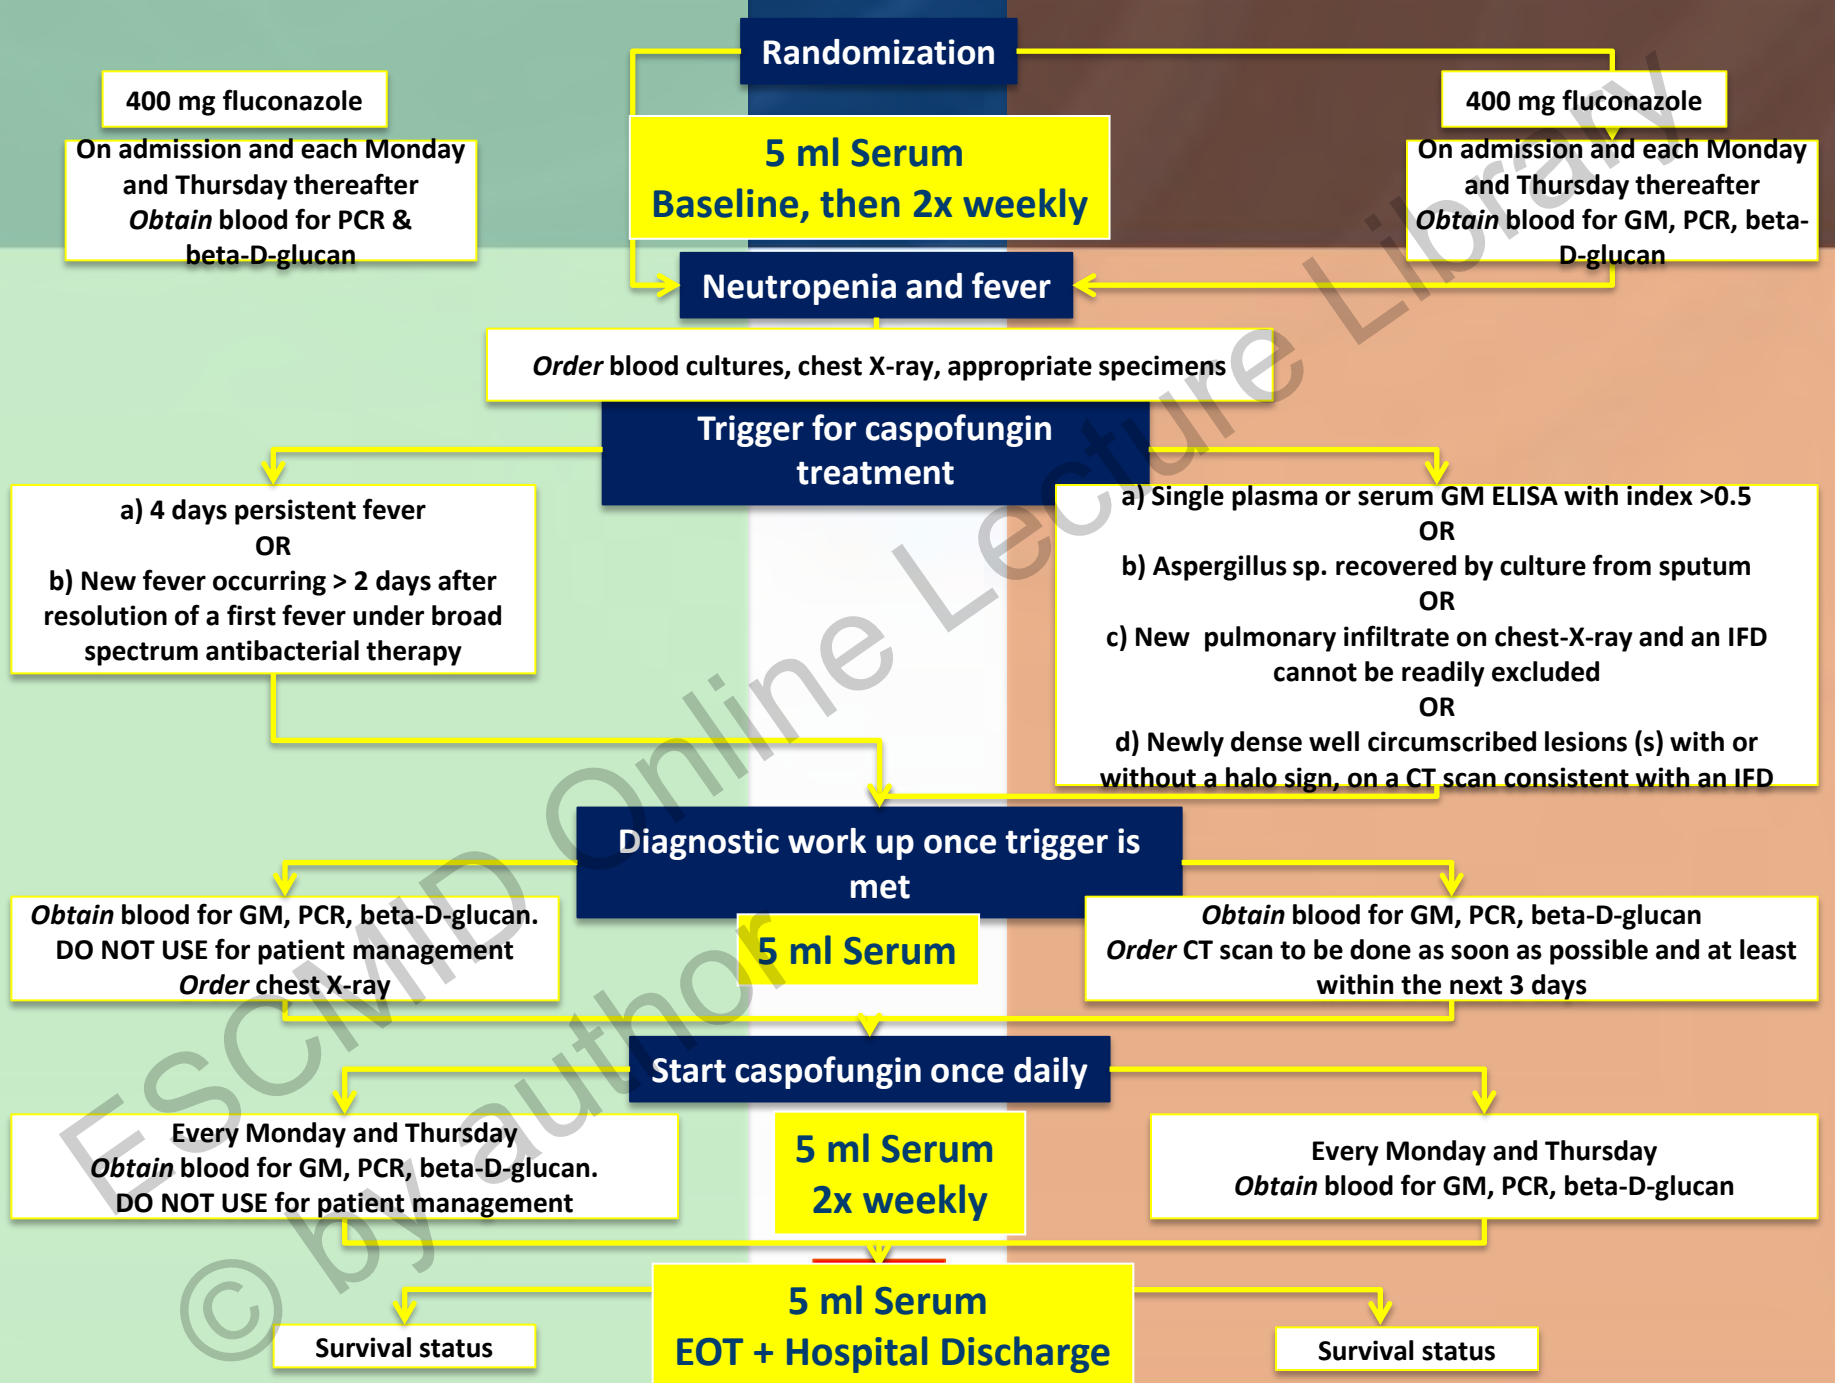 Randomization
400 mg fluconazole
400 mg fluconazole
On admission and each Monday
and Thursday thereafter
Obtain blood for PCR &
beta-D-glucan
5 ml Serum
Baseline, then 2x weekly
On admission and each Monday
and Thursday thereafter
Obtain blood for GM, PCR, beta-
D-glucan
Neutropenia and fever
Order blood cultures, chest X-ray, appropriate specimens
Trigger for caspofungin
treatment
a) 4 days persistent fever
OR
b) New fever occurring > 2 days after
resolution of a first fever under broad
spectrum antibacterial therapy
a) Single plasma or serum GM ELISA with index >0.5
OR
b) Aspergillus sp. recovered by culture from sputum
OR
c) New pulmonary infiltrate on chest-X-ray and an IFD
cannot be readily excluded
OR
d) Newly dense well circumscribed lesions (s) with or
without a halo sign, on a CT scan consistent with an IFD
Diagnostic work up once trigger is
met
Obtain blood for GM, PCR, beta-D-glucan.
DO NOT USE for patient management
Order chest X-ray
5 ml Serum
Obtain blood for GM, PCR, beta-D-glucan
Order CT scan to be done as soon as possible and at least
within the next 3 days
Start caspofungin once daily
Every Monday and Thursday
Obtain blood for GM, PCR, beta-D-glucan.
DO NOT USE for patient management
5 ml Serum
2x weekly
Every Monday and Thursday
Obtain blood for GM, PCR, beta-D-glucan
5 ml Serum
EOT + Hospital Discharge
Survival status
Survival status
ESCMID Online Lecture Library
© by author